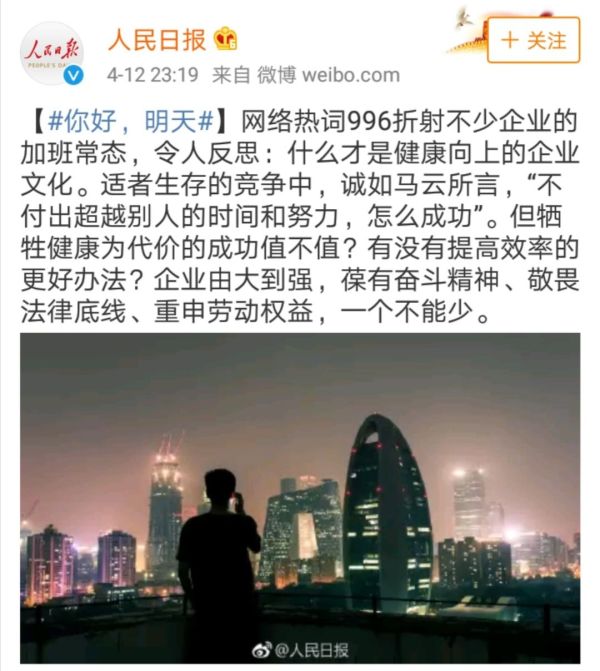 人民日报
人民日报
PEOPLE'S DA
+ 关注
4-12 23:19 来自 微博 weibo.com
【#你好，明天#】网络热词996折射不少企业的
加班常态，令人反思：什么才是健康向上的企业
文化。适者生存的竞争中，诚如马云所言，“不
付出超越别人的时间和努力，怎么成功”。但牺
牲健康为代价的成功值不值？有没有提高效率的
更好办法？企业由大到强，葆有奋斗精神、敬畏
法律底线、重申劳动权益，一个不能少。
@人民日报